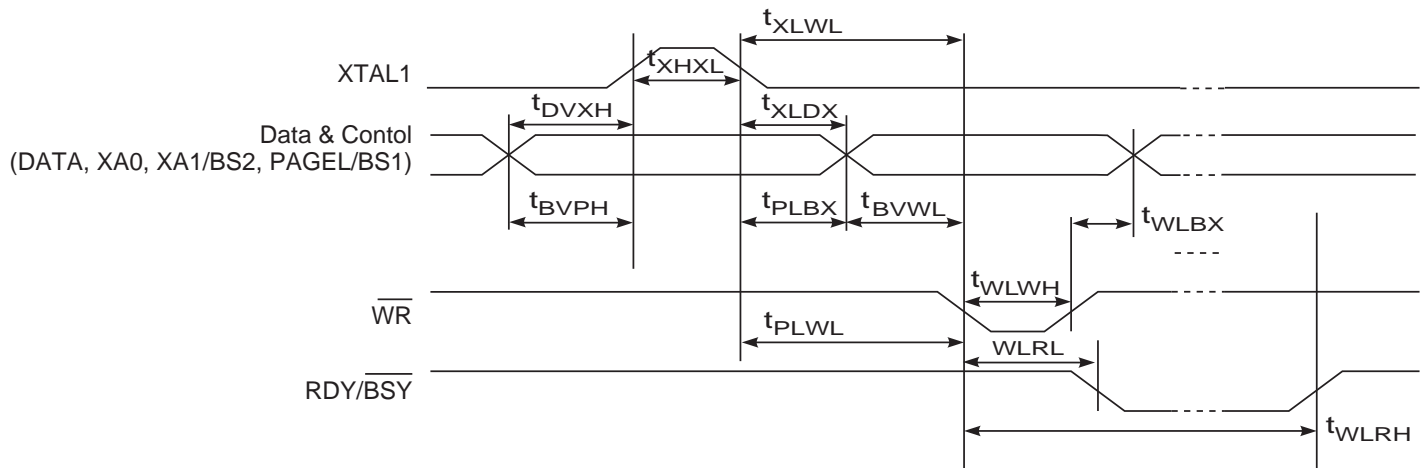 tXLWL
XTAL1
tXHXL
tDVXH
tXLDX
Data & Contol
(DATA, XA0, XA1/BS2, PAGEL/BS1)
tBVPH
tPLBX
tBVWL
tWLBX
tWLWH
WR
tPLWL
WLRL
RDY/BSY
tWLRH